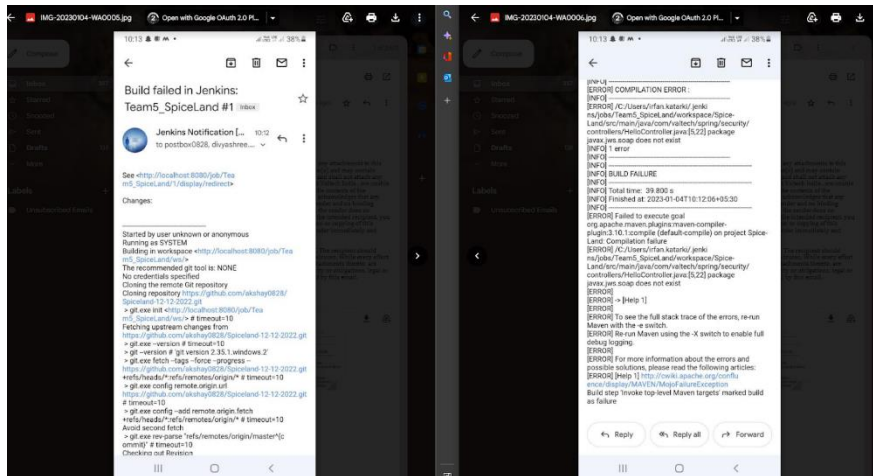 IMG-20230104-WA0006.jpg
Open with Google OAuth 2.0 Pl...
10:13
38%
Build failed in Jenkins:
Team5_SpiceLand #1 Inbox
Jenkins Notification [... 10:12
to postbox0828, divyashree....
See <http://localhost:8080/job/Tea
m5_SpiceLand/1/display/redirect>
Changes:
Started by user unknown or anonymous
Running as SYSTEM
Building in workspace <http://localhost:8080/job/Tea
m5_SpiceLand/ws/>
The recommended git tool is: NONE
No credentials specified
Cloning the remote Git repository
Cloning repository https://github.com/akshay0828/
Spiceland-12-12-2022.git
> git.exe init <http://localhost:8080/job/Tea
m5_SpiceLand/ws/> # timeout=10
Fetching upstream changes from
https://github.com/akshay0828/Spiceland-12-12-2022.git
> git.exe --version # timeout=10
> git --version # 'git version 2.35.1.windows.2'
> git.exe fetch --tags --force --progress --
https://github.com/akshay0828/Spiceland-12-12-2022.git
+refs/heads/*:refs/remotes/origin/* # timeout=10
> git.exe config remote.origin.url
https://github.com/akshay0828/Spiceland-12-12-2022.git
# timeout=10
> git.exe config --add remote.origin.fetch
+refs/heads/*:refs/remotes/origin/* # timeout=10
Avoid second fetch
> git.exe rev-parse "refs/remotes/origin/master^{c
ommit}" # timeout=10
Checking out Revision
IMG-20230104-WA0005.jpg
Open with Google OAuth 2.0 Pl...
10:13
38%
[INFO]
[ERROR] COMPILATION ERROR :
[INFO]
[ERROR] /C:/Users/irfan.katarki/.jenki
ns/jobs/Team5_SpiceLand/workspace/Spice-
Land/src/main/java/com/valtech/spring/security/
controllers/HelloController.java:[5,22] package
javax.jws.soap does not exist
[INFO] 1 error
[INFO]
[INFO]
[INFO] BUILD FAILURE
[INFO]
[INFO] Total time: 39.800 s
[INFO] Finished at: 2023-01-04T10:12:06+05:30
[INFO]
[ERROR] Failed to execute goal
org.apache.maven.plugins:maven-compiler-
plugin:3.10.1:compile (default-compile) on project Spice-
Land: Compilation failure
[ERROR] /C:/Users/irfan.katarki/.jenki
ns/jobs/Team5_SpiceLand/workspace/Spice-
Land/src/main/java/com/valtech/spring/security/
controllers/HelloController.java:[5,22] package
javax.jws.soap does not exist
[ERROR]
[ERROR] -> [Help 1]
[ERROR]
[ERROR] To see the full stack trace of the errors, re-run
Maven with the -e switch.
[ERROR] Re-run Maven using the -X switch to enable full
debug logging.
[ERROR]
[ERROR] For more information about the errors and
possible solutions, please read the following articles:
[ERROR] [Help 1] http://cwiki.apache.org/conflu
ence/display/MAVEN/MojoFailureException
Build step 'Invoke top-level Maven targets' marked build
as failure
Reply
Reply all
Forward